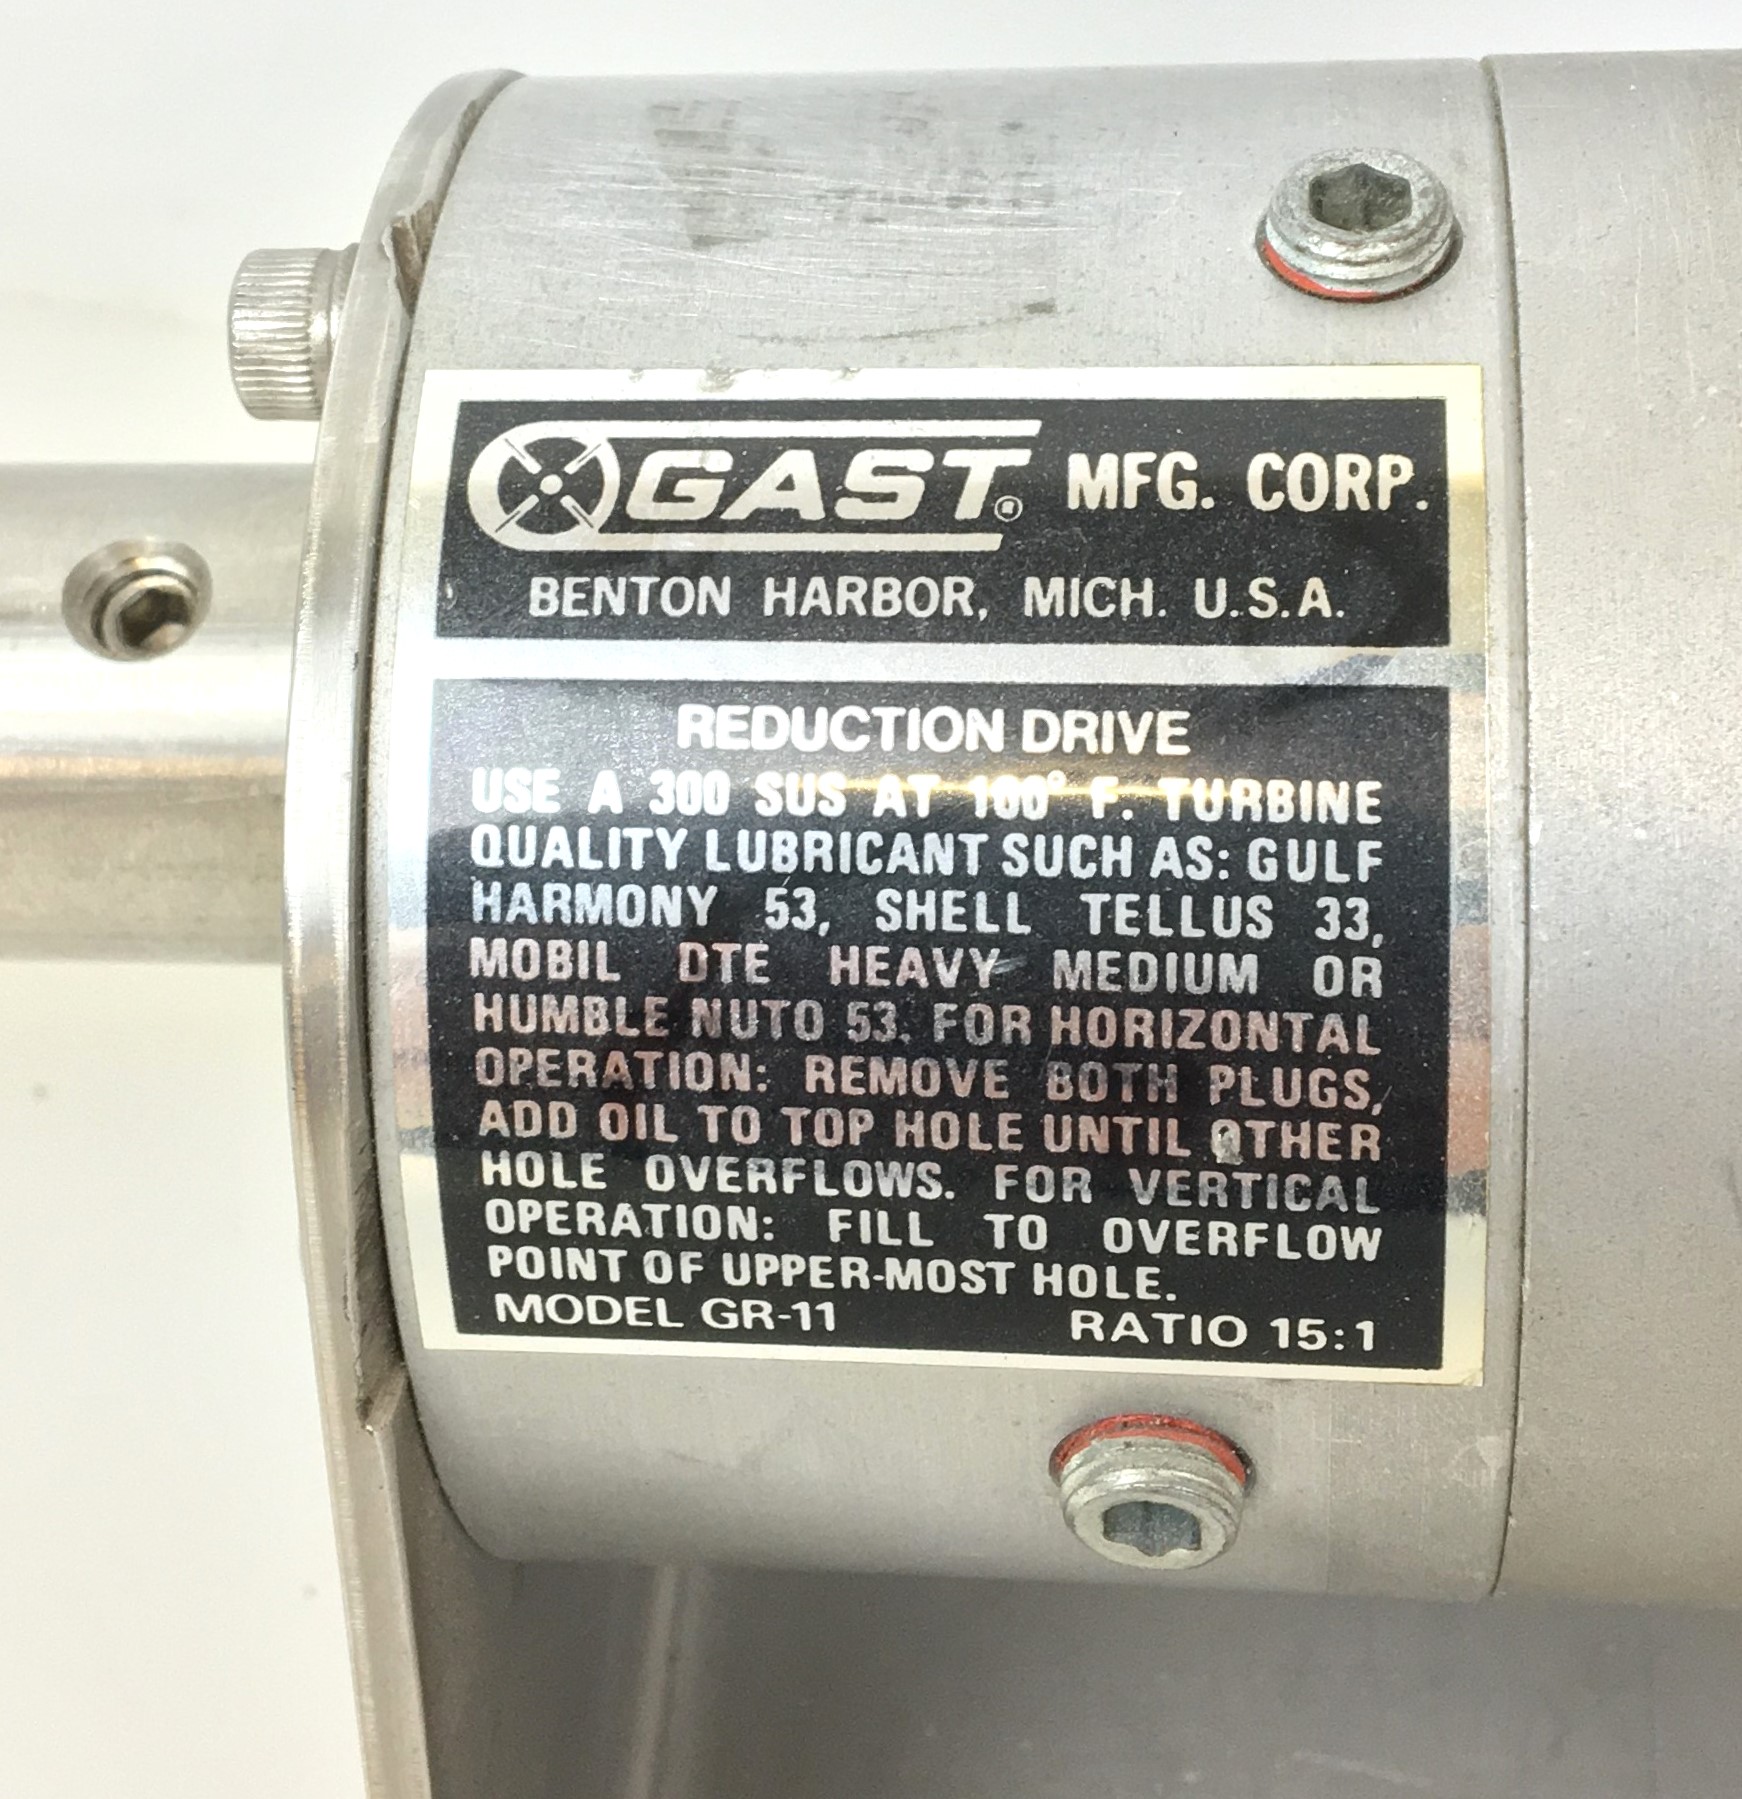 GAST® MFG. CORP.
BENTON HARBOR, MICH. U.S.A.
REDUCTION DRIVE
USE A 300 SUS AT 100° F. TURBINE
QUALITY LUBRICANT SUCH AS: GULF
HARMONY 53, SHELL TELLUS 33,
MOBIL DTE HEAVY MEDIUM OR
HUMBLE NUTO 53. FOR HORIZONTAL
OPERATION: REMOVE BOTH PLUGS,
ADD OIL TO TOP HOLE UNTIL OTHER
HOLE OVERFLOWS. FOR VERTICAL
OPERATION: FILL TO OVERFLOW
POINT OF UPPER-MOST HOLE.
MODEL GR-11 RATIO 15:1